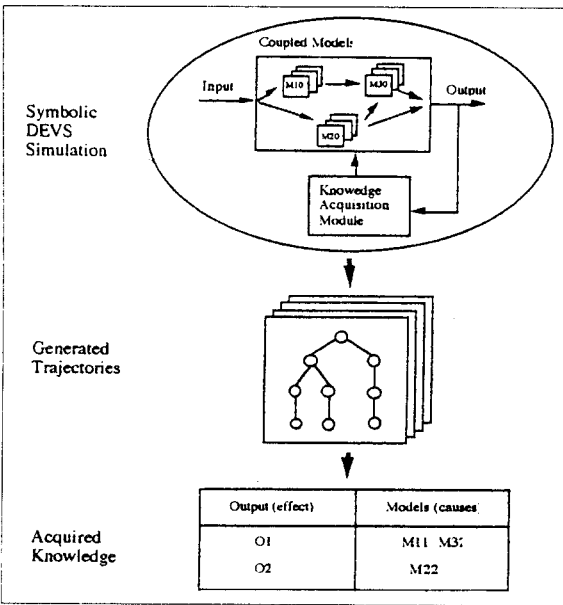 Coupled Models
Input
M10
M30
Output
M20
Symbolic
DEVS
Simulation
Knowedge
Acquisition
Module
Generated
Trajectories
Output (effect)
Models (causes)
Acquired
Knowledge
O1
M11
O2
M22